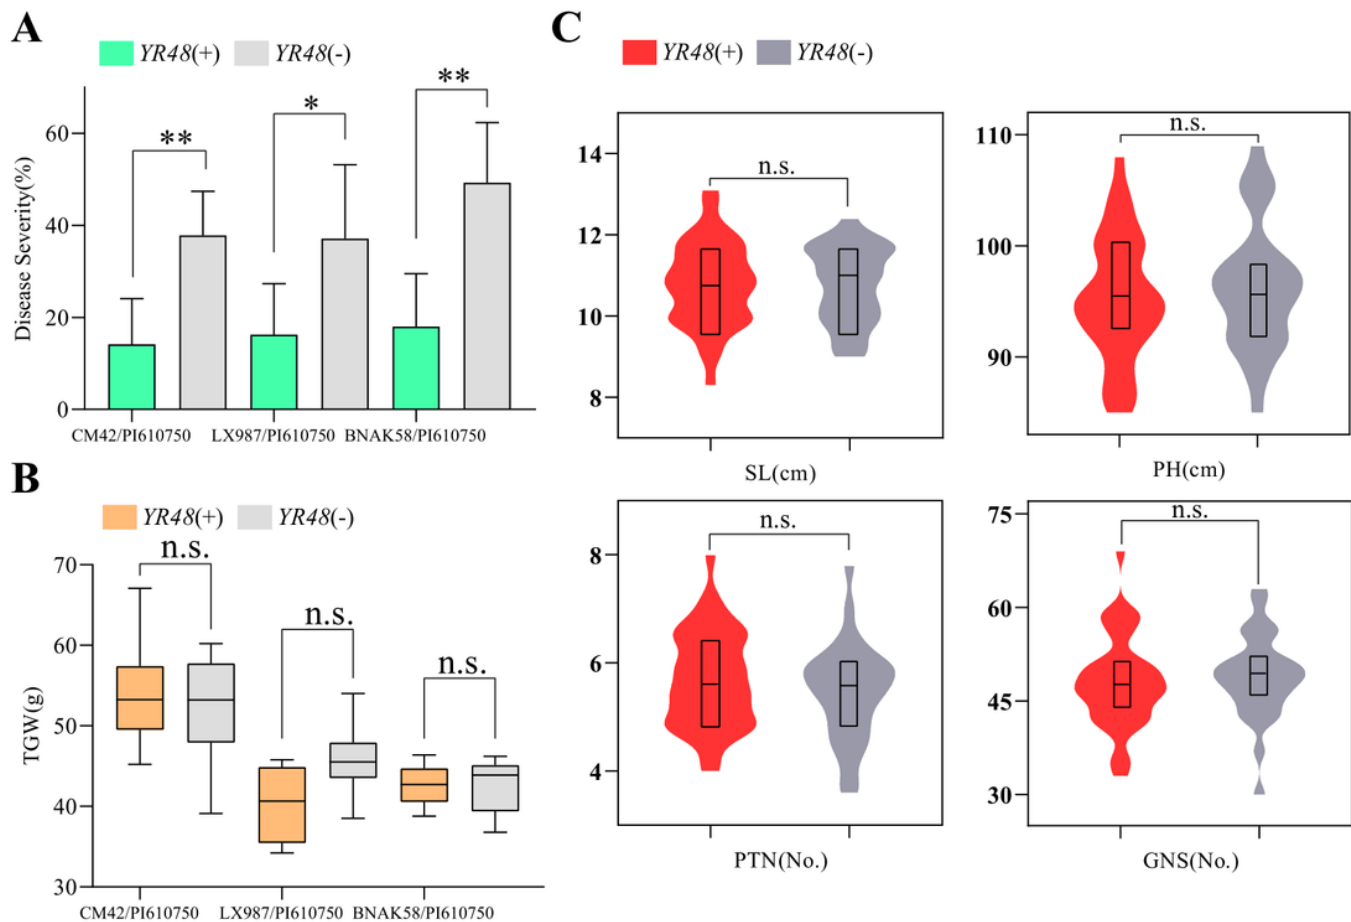 A
YR48(+) YR48(-)
Disease Severity(%)
60
40
20
0
** * **
CM42/PI610750 LX987/PI610750 BNAK58/PI610750
B
YR48(+) YR48(-)
TGW(g)
70
60
50
40
30
n.s. n.s. n.s.
CM42/PI610750 LX987/PI610750 BNAK58/PI610750
C
YR48(+) YR48(-)
14
12
10
8
n.s.
SL(cm)
110
100
90
n.s.
PH(cm)
8
6
4
n.s.
PTN(No.)
75
60
45
30
n.s.
GNS(No.)